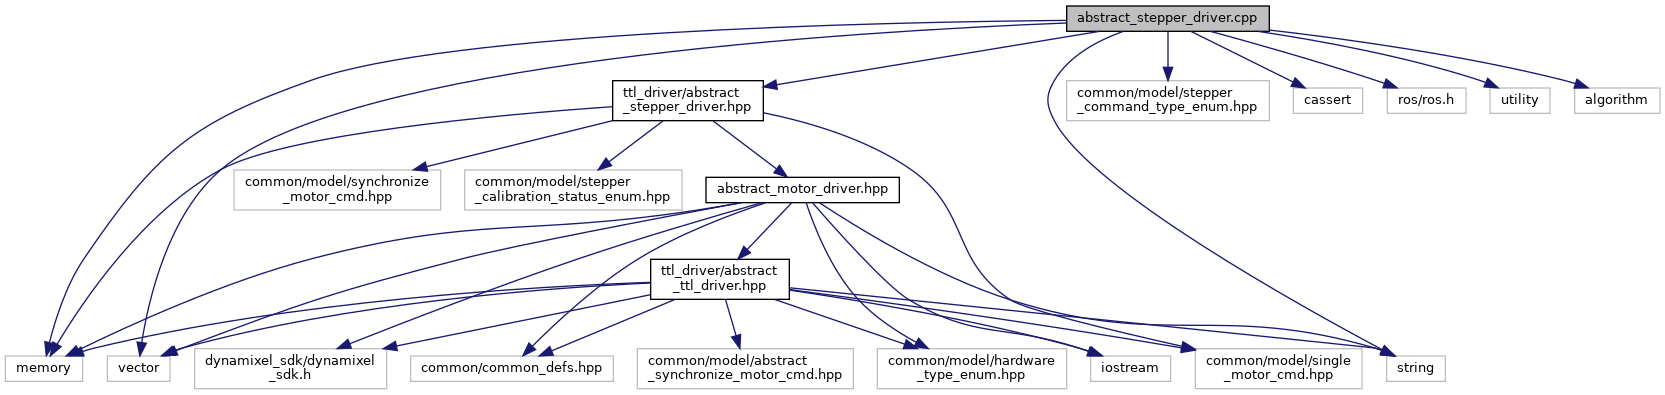 abstract_stepper_driver.cpp
ttl_driver/abstract
_stepper_driver.hpp
common/model/stepper
_command_type_enum.hpp
cassert
ros/ros.h
utility
algorithm
common/model/synchronize
_motor_cmd.hpp
common/model/stepper
_calibration_status_enum.hpp
abstract_motor_driver.hpp
ttl_driver/abstract
_ttl_driver.hpp
memory
vector
dynamixel_sdk/dynamixel
_sdk.h
common/common_defs.hpp
common/model/abstract
_synchronize_motor_cmd.hpp
common/model/hardware
_type_enum.hpp
iostream
common/model/single
_motor_cmd.hpp
string